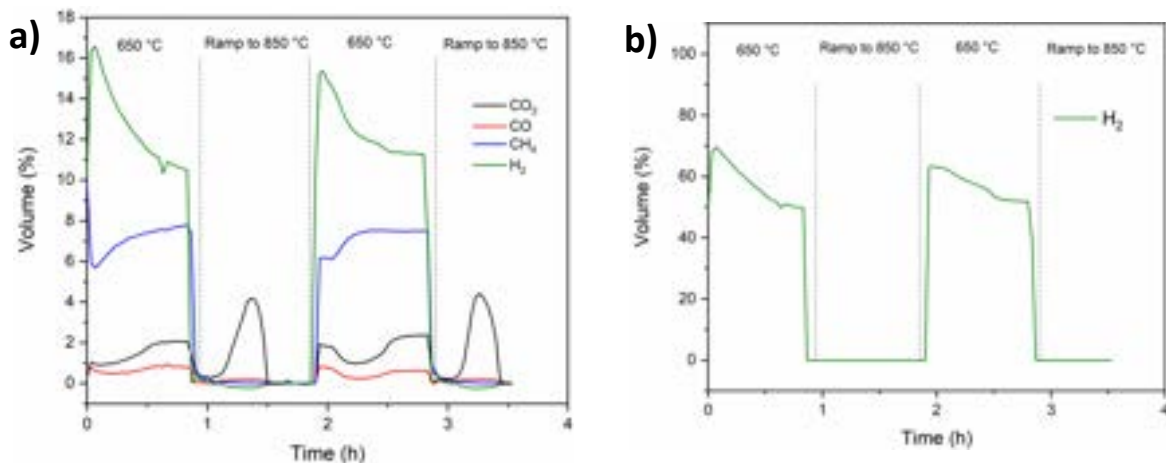 a)
650 °C Ramp to 850 °C 650 °C Ramp to 850 °C
18
16
14
12
10
8
6
4
2
0
Volume (%)
CO₂
CO
CH₄
H₂
0 1 2 3 4
Time (h)
b)
650 °C Ramp to 850 °C 650 °C Ramp to 850 °C
100
80
60
40
20
0
Volume (%)
H₂
0 1 2 3 4
Time (h)